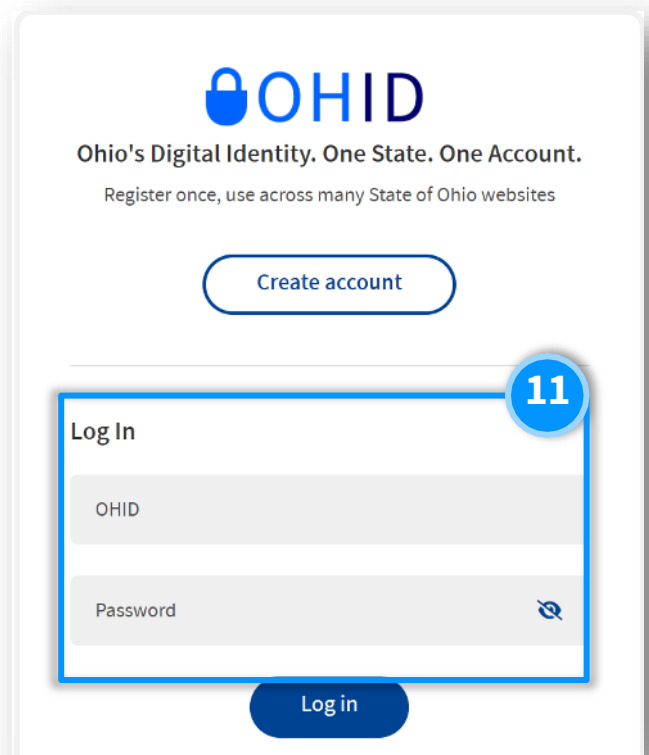 OHID
Ohio's Digital Identity. One State. One Account.
Register once, use across many State of Ohio websites
Create account
11
Log In
OHID
Password
Log in